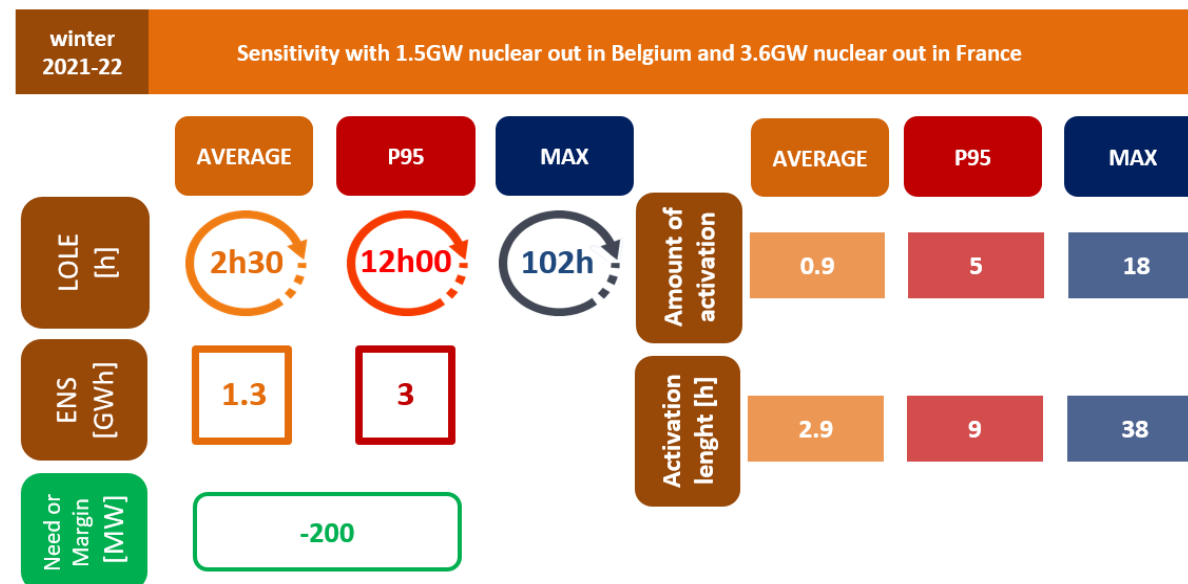 winter
2021-22
Sensitivity with 1.5GW nuclear out in Belgium and 3.6GW nuclear out in France
AVERAGE
P95
MAX
LOLE
[h]
2h30
12h00
102h
ENS
[GWh]
1.3
3
Need or
Margin
[MW]
-200
AVERAGE
P95
MAX
Amount of
activation
0.9
5
18
Activation
lenght [h]
2.9
9
38